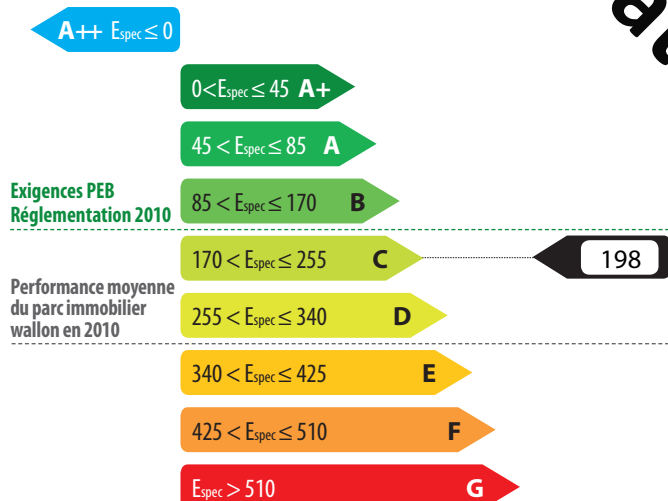 A++ Espec ≤ 0
0<Espec ≤ 45 A+
45 < Espec ≤ 85 A
Exigences PEB
Réglementation 2010
85 < Espec ≤ 170 B
170 < Espec ≤ 255 C
198
Performance moyenne
du parc immobilier
wallon en 2010
255 < Espec ≤ 340 D
340 < Espec ≤ 425 E
425 < Espec ≤ 510 F
Espec > 510 G